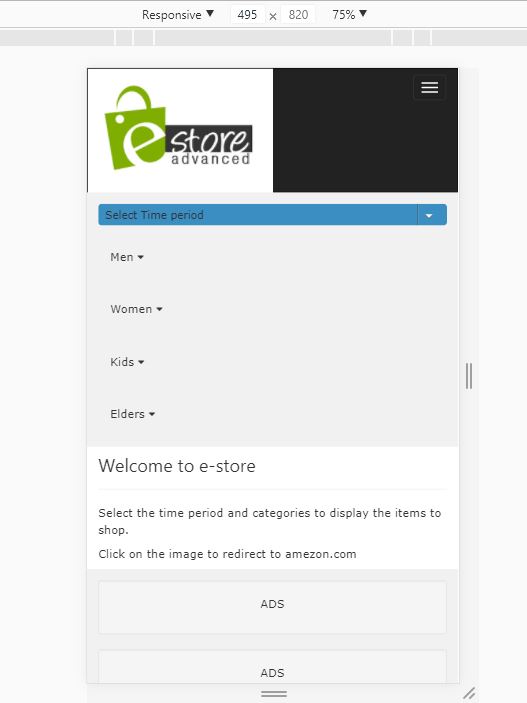 Responsive 495 × 820 75%
e store
advanced
Select Time period
Men
Women
Kids
Elders
Welcome to e-store
Select the time period and categories to display the items to
shop.
Click on the image to redirect to amazon.com
ADS
ADS